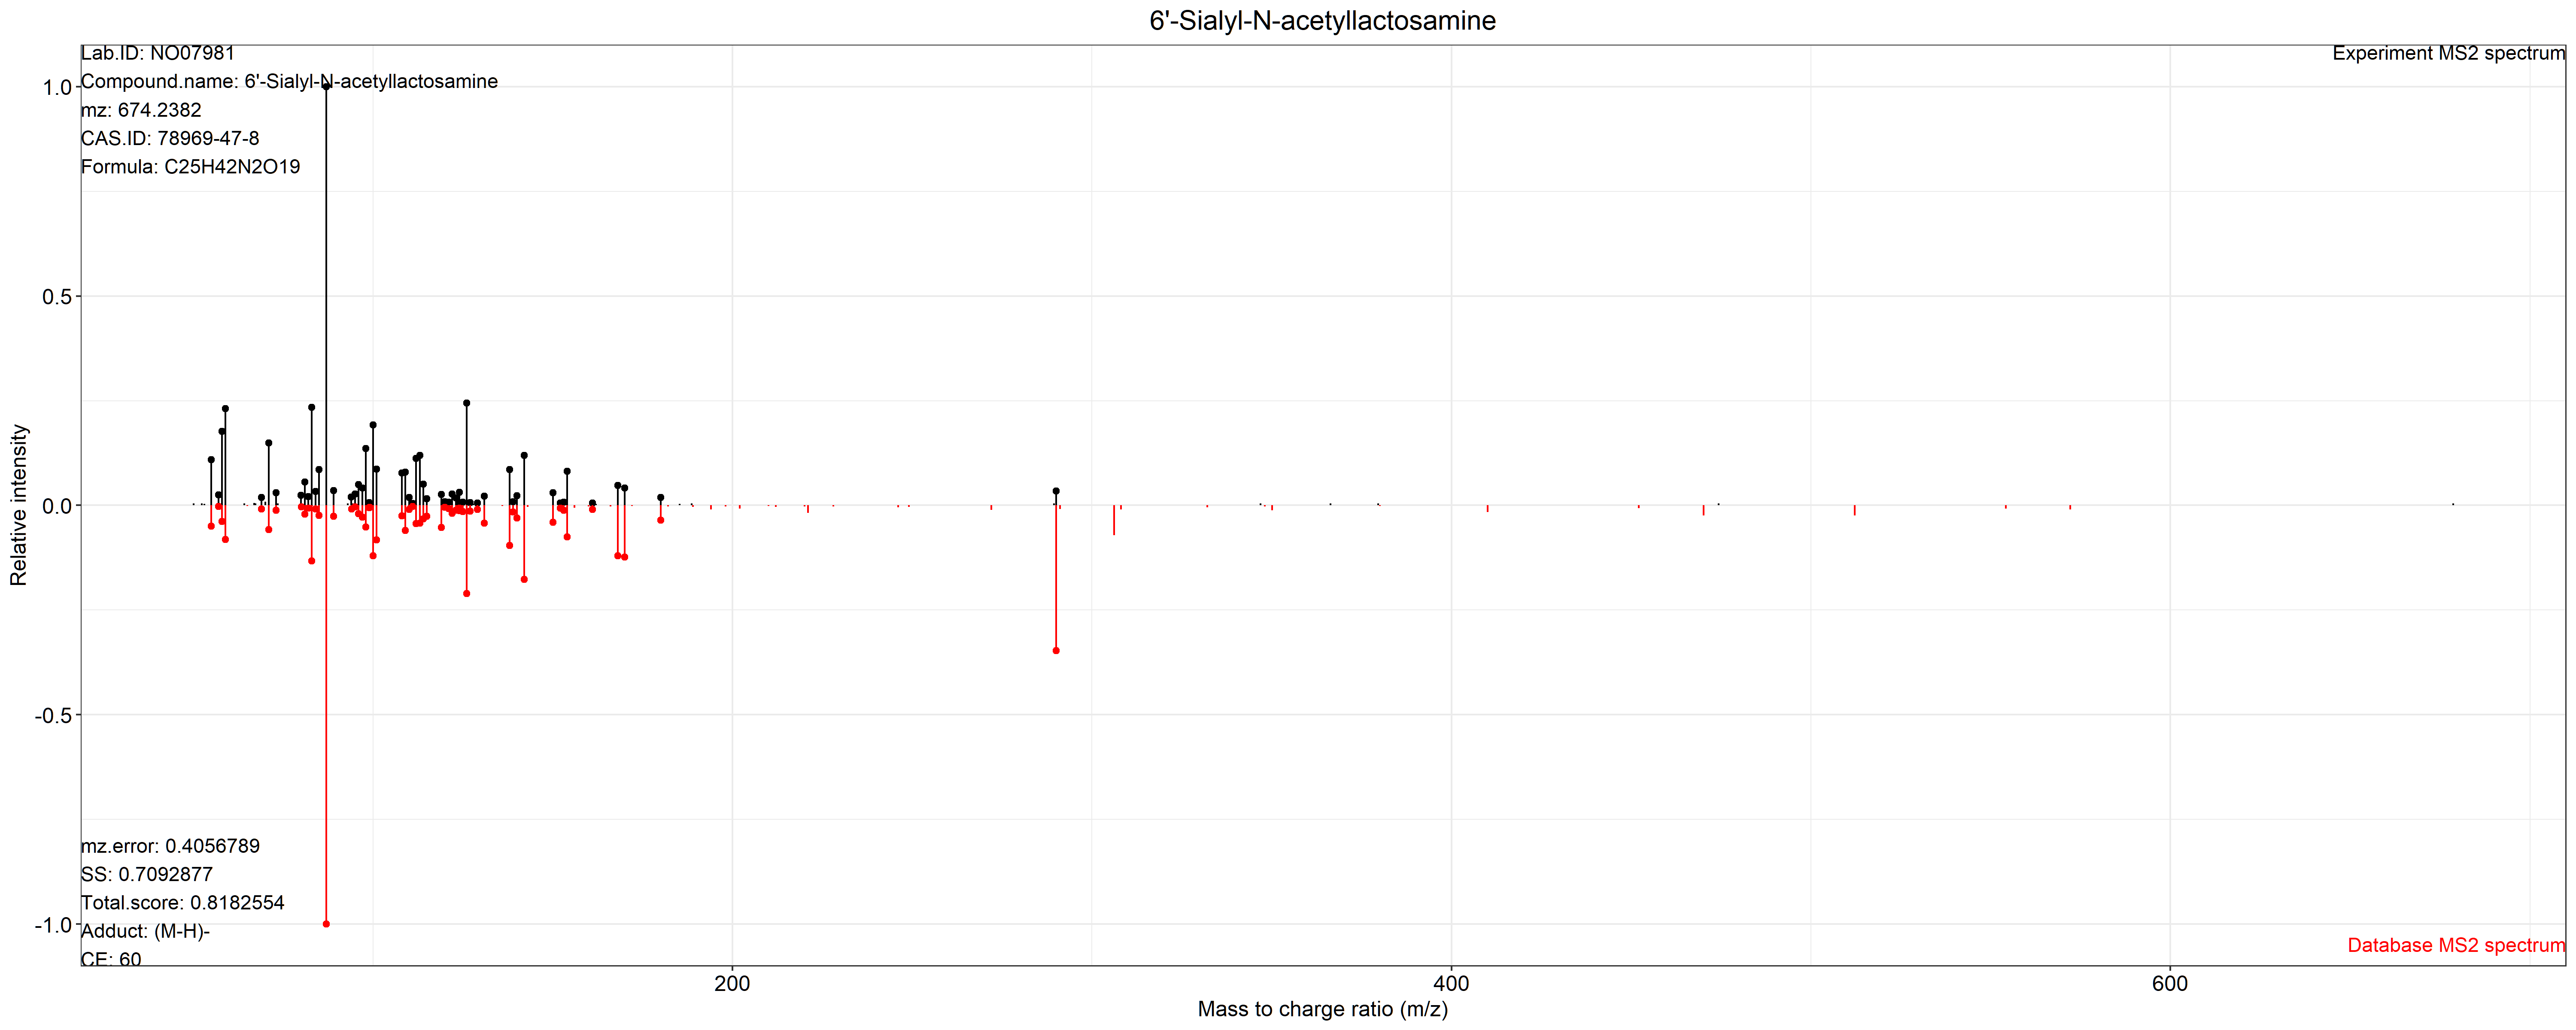 6'-Sialyl-N-acetyllactosamine
Lab.ID: NO07981
Experiment MS2 spectrum
Compound.name: 6'-Sialyl-N-acetyllactosamine
mz: 674.2382
CAS.ID: 78969-47-8
Formula: C25H42N2O19
1.0
0.5
0.0
-0.5
-1.0
Relative intensity
mz.error: 0.4056789
SS: 0.7092877
Total.score: 0.8182554
Adduct: (M-H)-
CE: 60
Database MS2 spectrum
200
400
600
Mass to charge ratio (m/z)